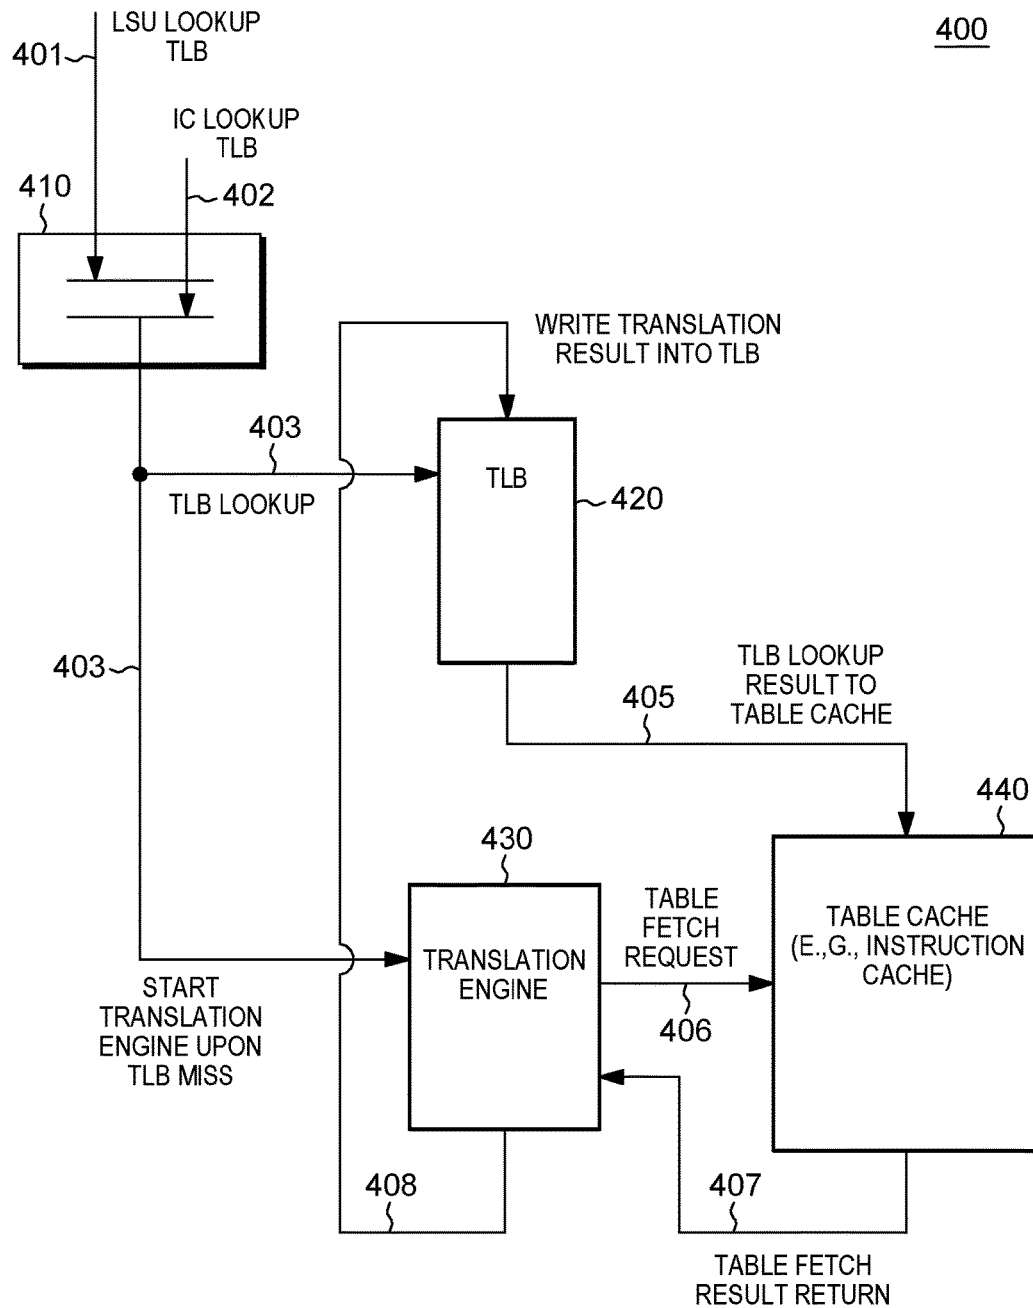 LSU LOOKUP
TLB
401
400
IC LOOKUP
TLB
402
410
WRITE TRANSLATION
RESULT INTO TLB
403
TLB LOOKUP
TLB
420
403
TLB LOOKUP
RESULT TO
TABLE CACHE
405
440
430
TABLE
FETCH
REQUEST
406
TRANSLATION
ENGINE
TABLE CACHE
(E.,G., INSTRUCTION
CACHE)
START
TRANSLATION
ENGINE UPON
TLB MISS
408
407
TABLE FETCH
RESULT RETURN